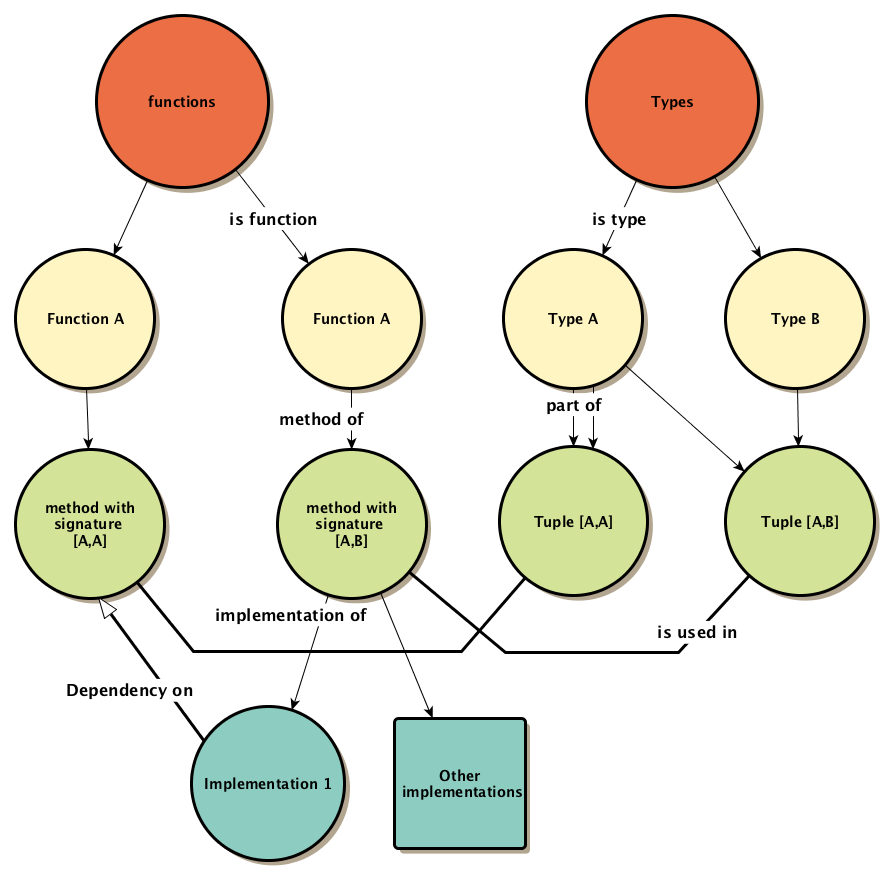 functions
Types
is function
is type
Function A
Function A
Type A
Type B
method of
part of
method with
signature
[A,A]
method with
signature
[A,B]
Tuple [A,A]
Tuple [A,B]
implementation of
is used in
Dependency on
Implementation 1
Other
implementations